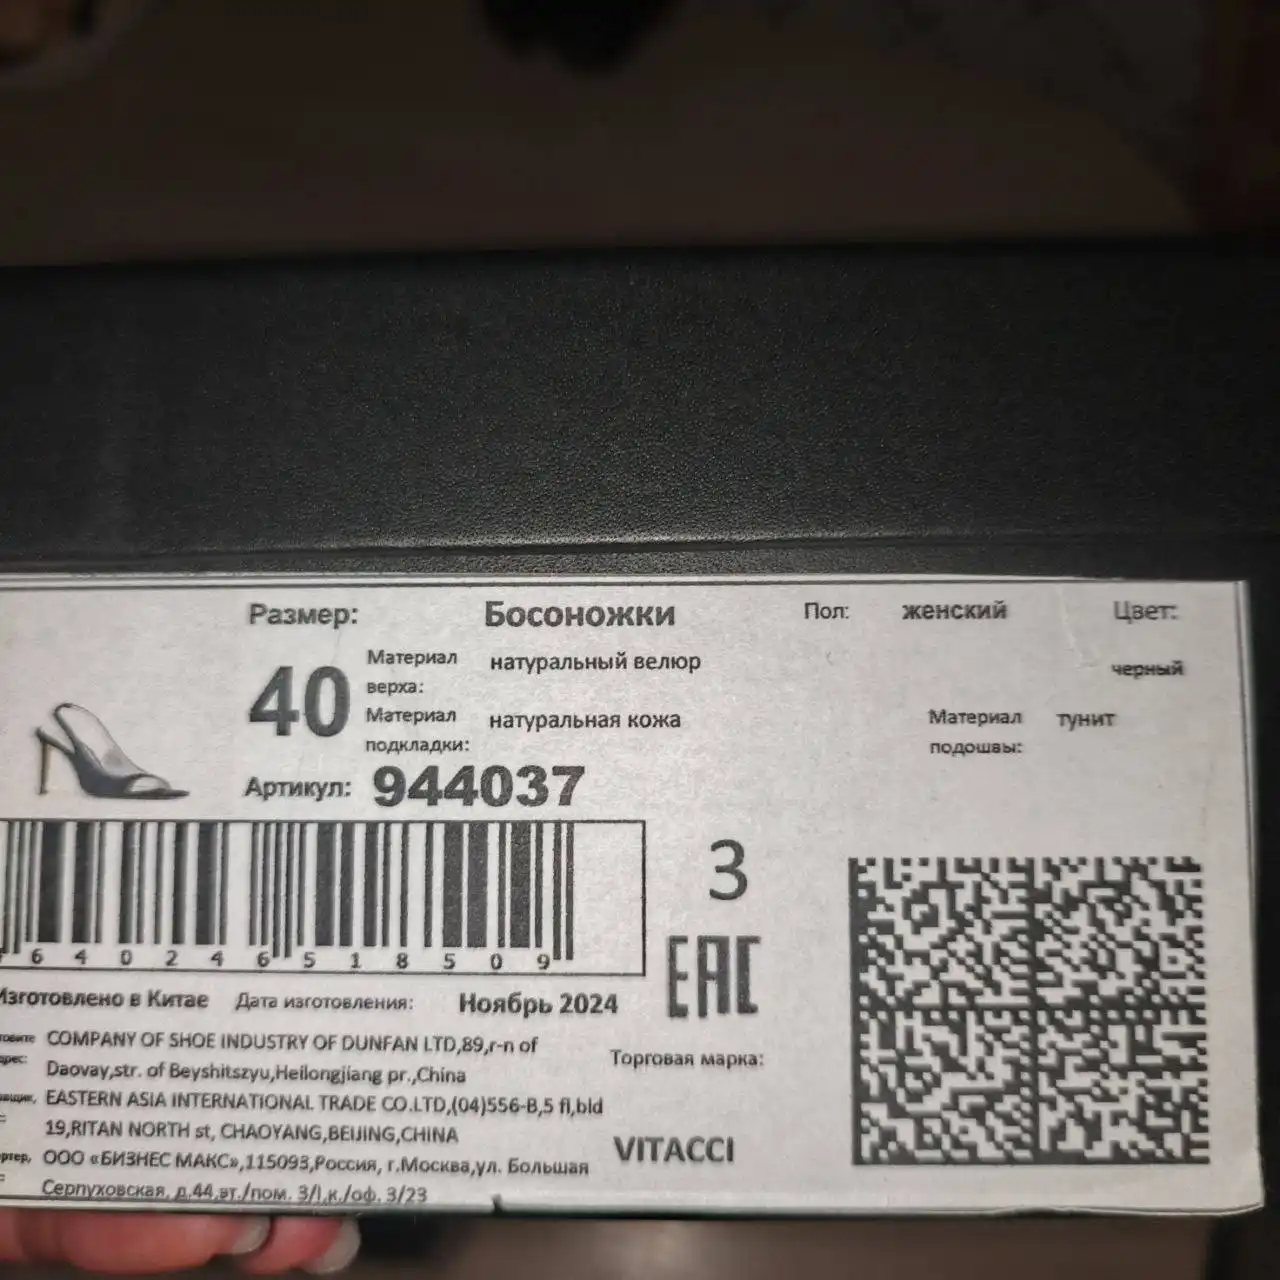 Размер: Босоножки Пол: женский Цвет:
40 Материал верха: натуральный велюр черный
Материал подкладки: натуральная кожа Материал подошвы: тунит
Артикул: 944037
6 4 0 2 4 6 5 1 8 5 0 9
3
EAC
Изготовлено в Китае Дата изготовления: Ноябрь 2024
COMPANY OF SHOE INDUSTRY OF DUNFAN LTD,89,r-n of
Daovay,str. of Beyshitszyu,Heilongjiang pr.,China
Торговая марка:
EASTERN ASIA INTERNATIONAL TRADE CO.LTD,(04)556-B,5 fl,bld
19,RITAN NORTH st, CHAOYANG,BEIJING,CHINA
VITACCI
ООО «БИЗНЕС МАКС»,115093,Россия, г.Москва,ул. Большая
Серпуховская, д.44,эт./пом. 3/I,к./оф. 3/23